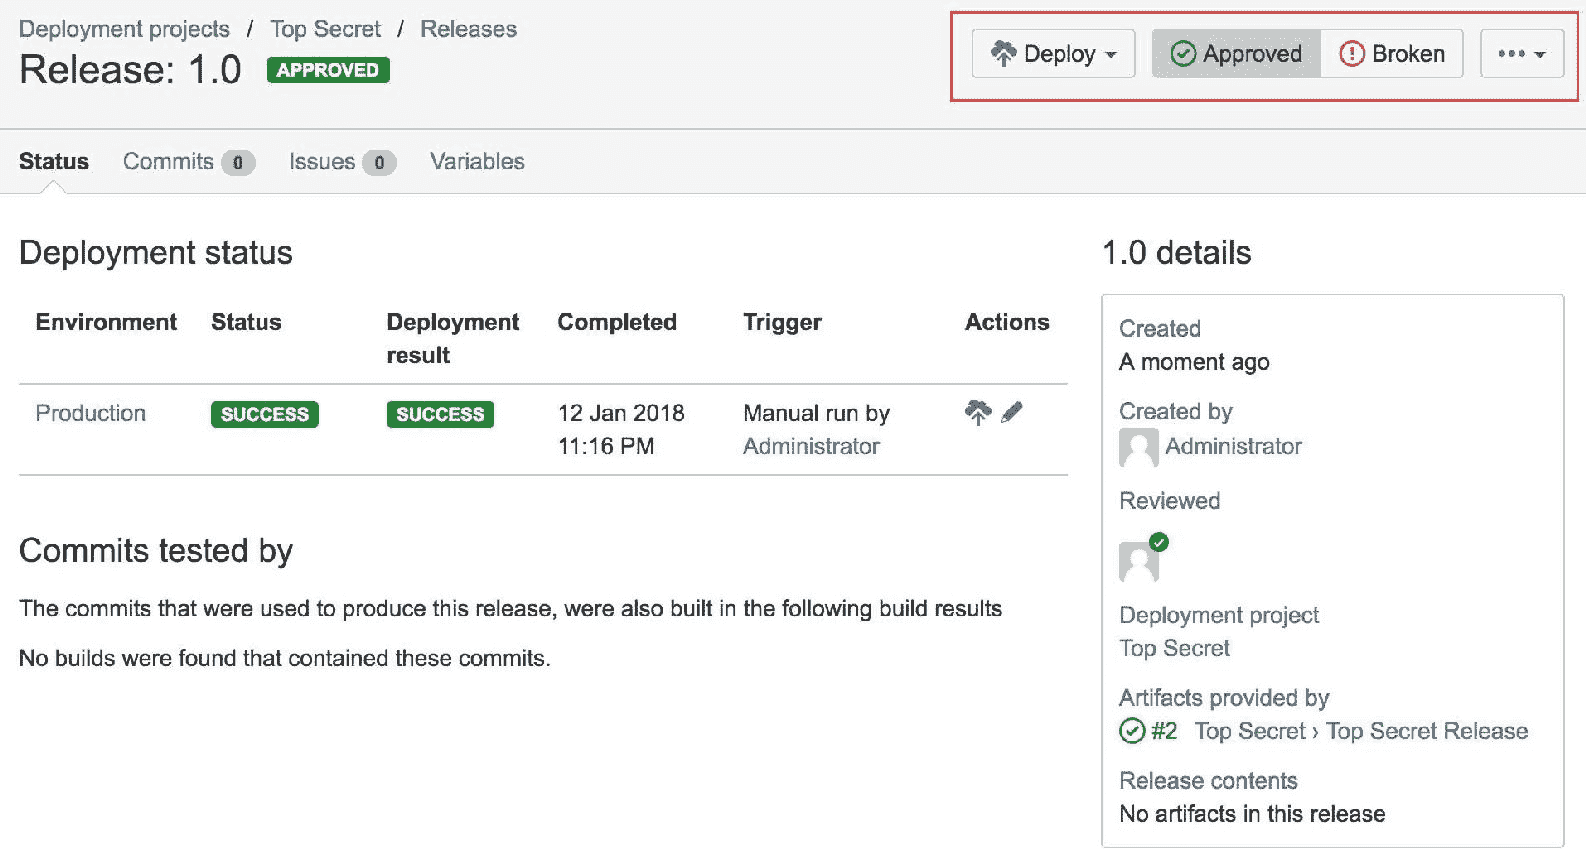 Deployment projects / Top Secret / Releases
Release: 1.0 APPROVED
Deploy Approved Broken
Status Commits 0 Issues 0 Variables
Deployment status
Environment Status Deployment result Completed Trigger Actions
Production SUCCESS SUCCESS 12 Jan 2018 11:16 PM Manual run by Administrator
Commits tested by
The commits that were used to produce this release, were also built in the following build results
No builds were found that contained these commits.
1.0 details
Created
A moment ago
Created by
Administrator
Reviewed
Deployment project
Top Secret
Artifacts provided by
#2 Top Secret › Top Secret Release
Release contents
No artifacts in this release